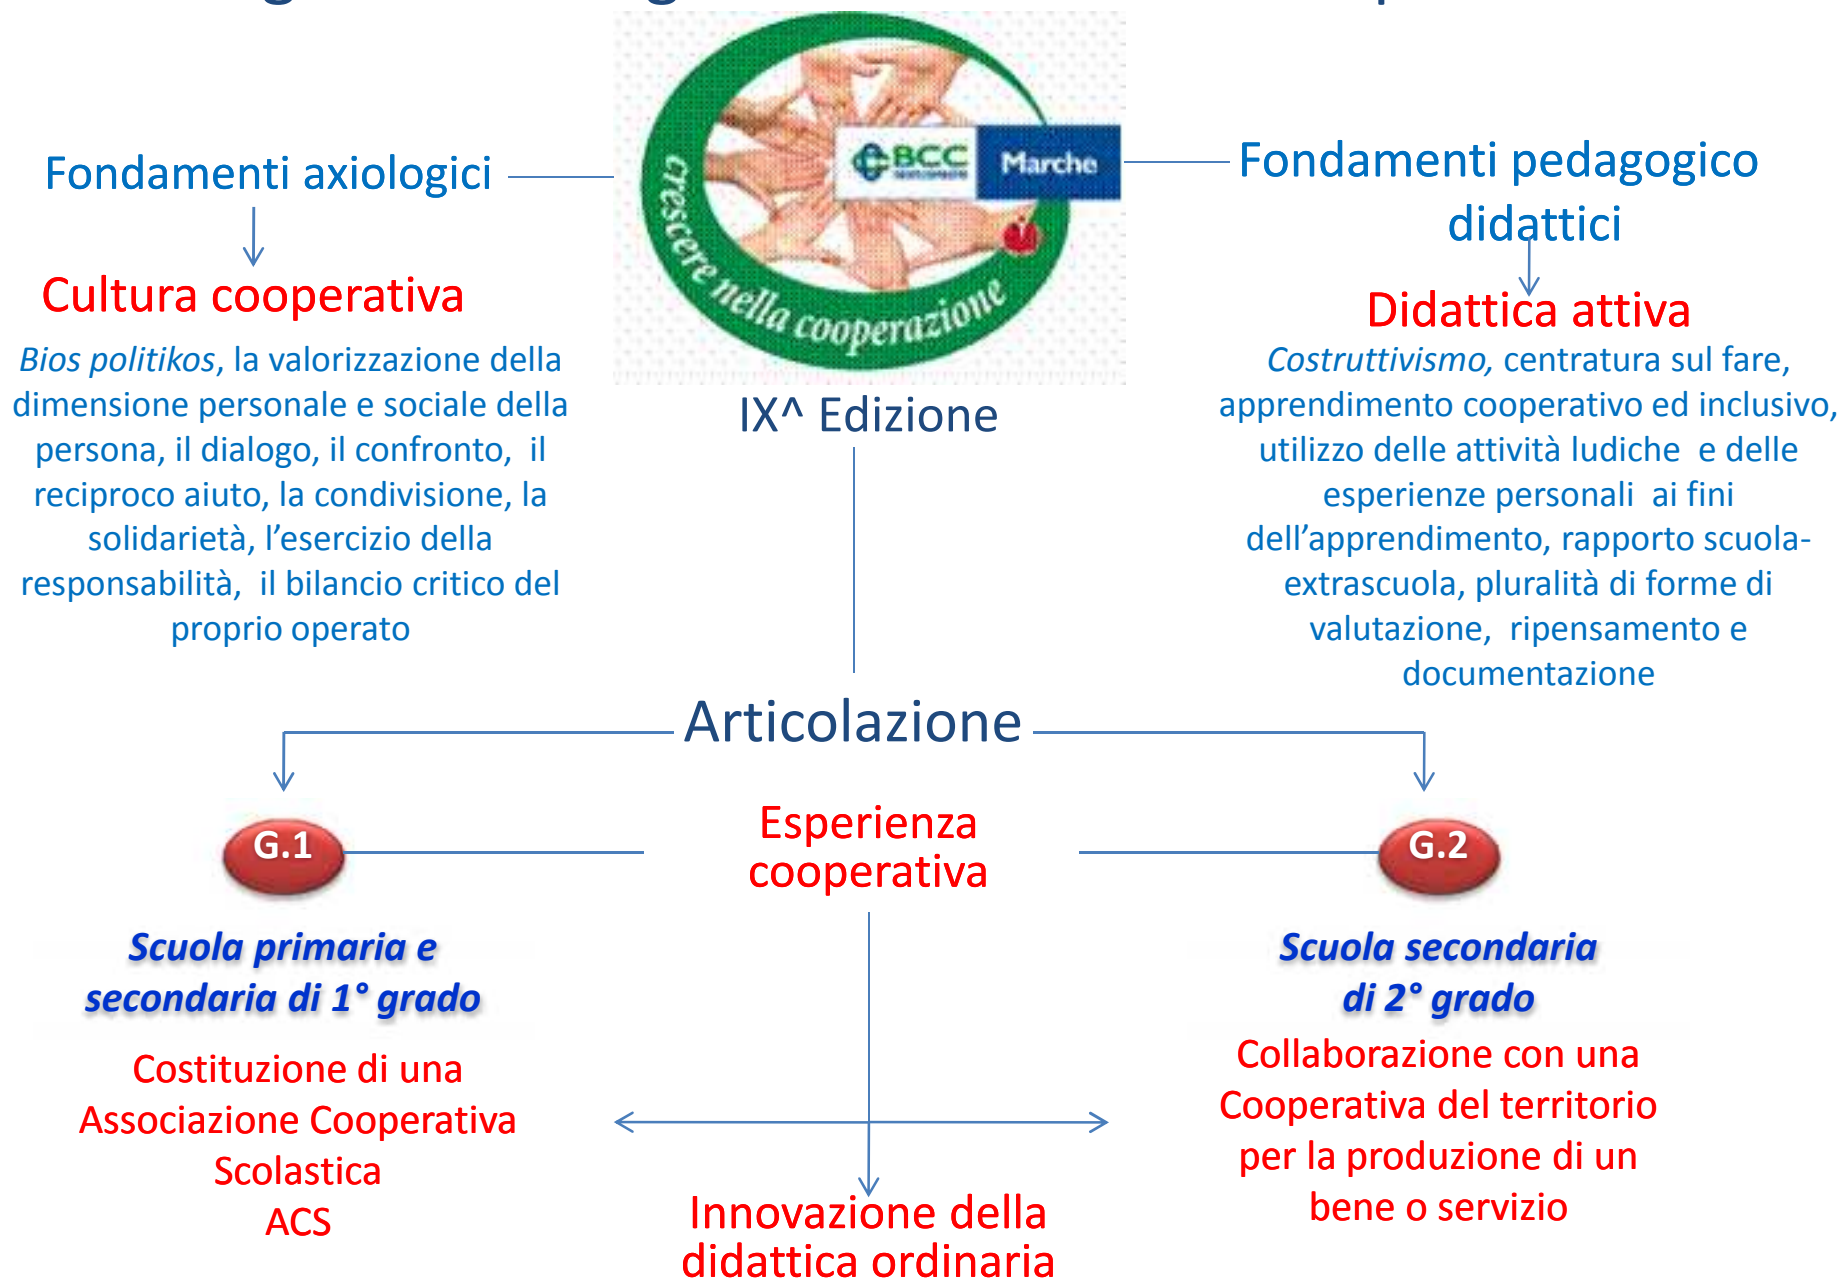 BCC
Marche
crescere nella cooperazione
Fondamenti axiologici
Cultura cooperativa
Bios politikos, la valorizzazione della
dimensione personale e sociale della
persona, il dialogo, il confronto, il
reciproco aiuto, la condivisione, la
solidarietà, l'esercizio della
responsabilità, il bilancio critico del
proprio operato
Fondamenti pedagogico
didattici
Didattica attiva
Costruttivismo, centratura sul fare,
apprendimento cooperativo ed inclusivo,
utilizzo delle attività ludiche e delle
esperienze personali ai fini
dell'apprendimento, rapporto scuola-
extrascuola, pluralità di forme di
valutazione, ripensamento e
documentazione
IX^ Edizione
Articolazione
G.1
Esperienza
cooperativa
G.2
Scuola primaria e
secondaria di 1° grado
Costituzione di una
Associazione Cooperativa
Scolastica
ACS
Scuola secondaria
di 2° grado
Collaborazione con una
Cooperativa del territorio
per la produzione di un
bene o servizio
Innovazione della
didattica ordinaria